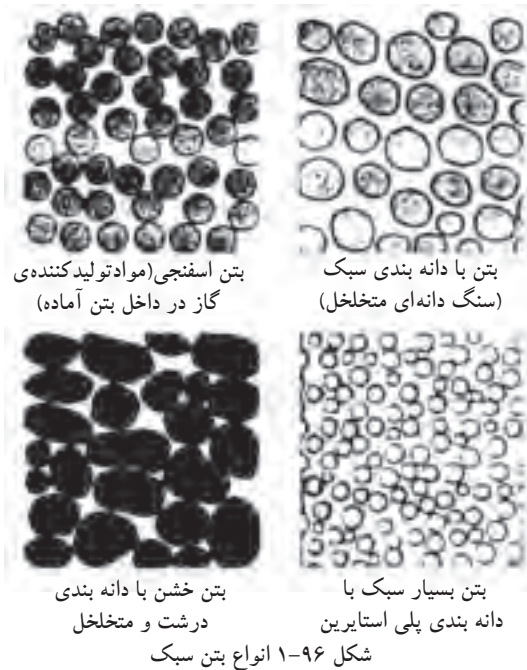 بتن با دانه بندی سبک
(سنگ دانه‌ای متخلخل)
بتن اسفنجی(موادتولیدکننده‌ی
گاز در داخل بتن آماده)
بتن بسیار سبک با
دانه بندی پلی استایرین
بتن خشن با دانه بندی
درشت و متخلخل
شکل ۹۶-۱ انواع بتن سبک